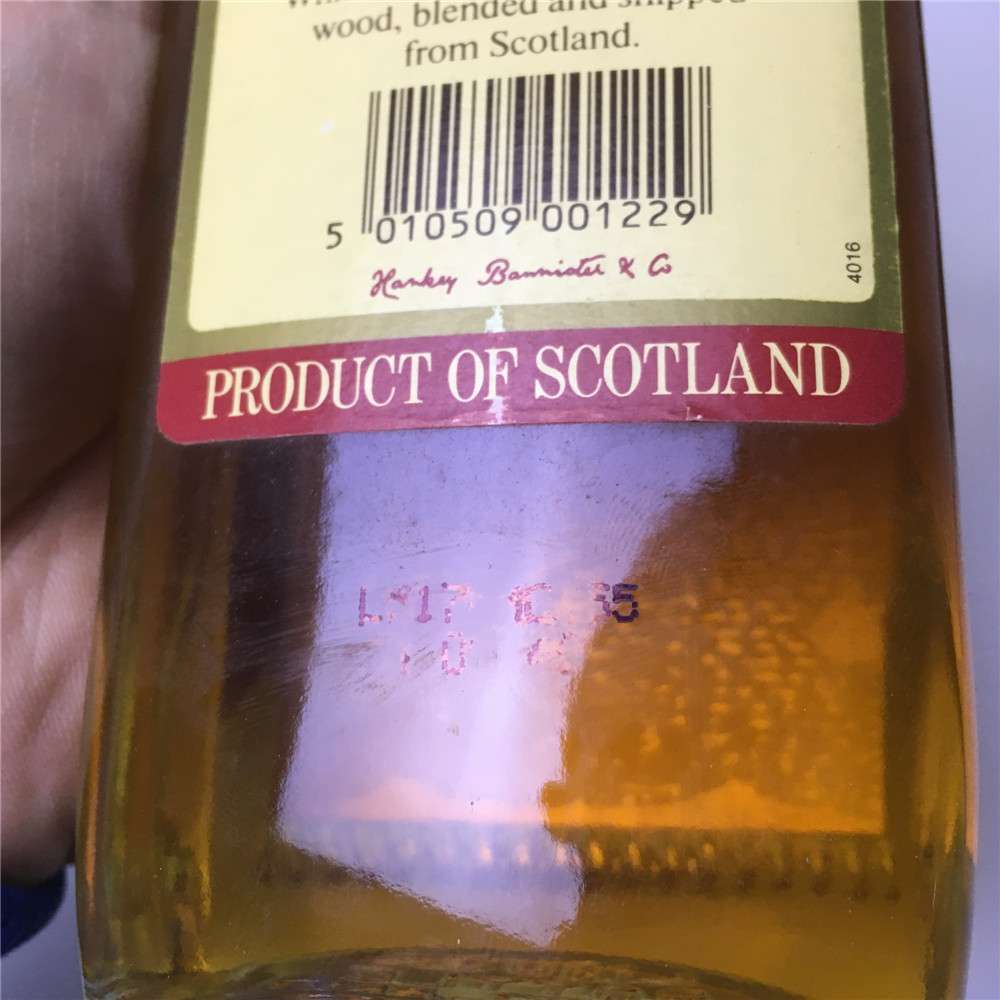 wood, blended and shipped
from Scotland.
5 010509 001229
Hankey Bannister & Co
4016
PRODUCT OF SCOTLAND